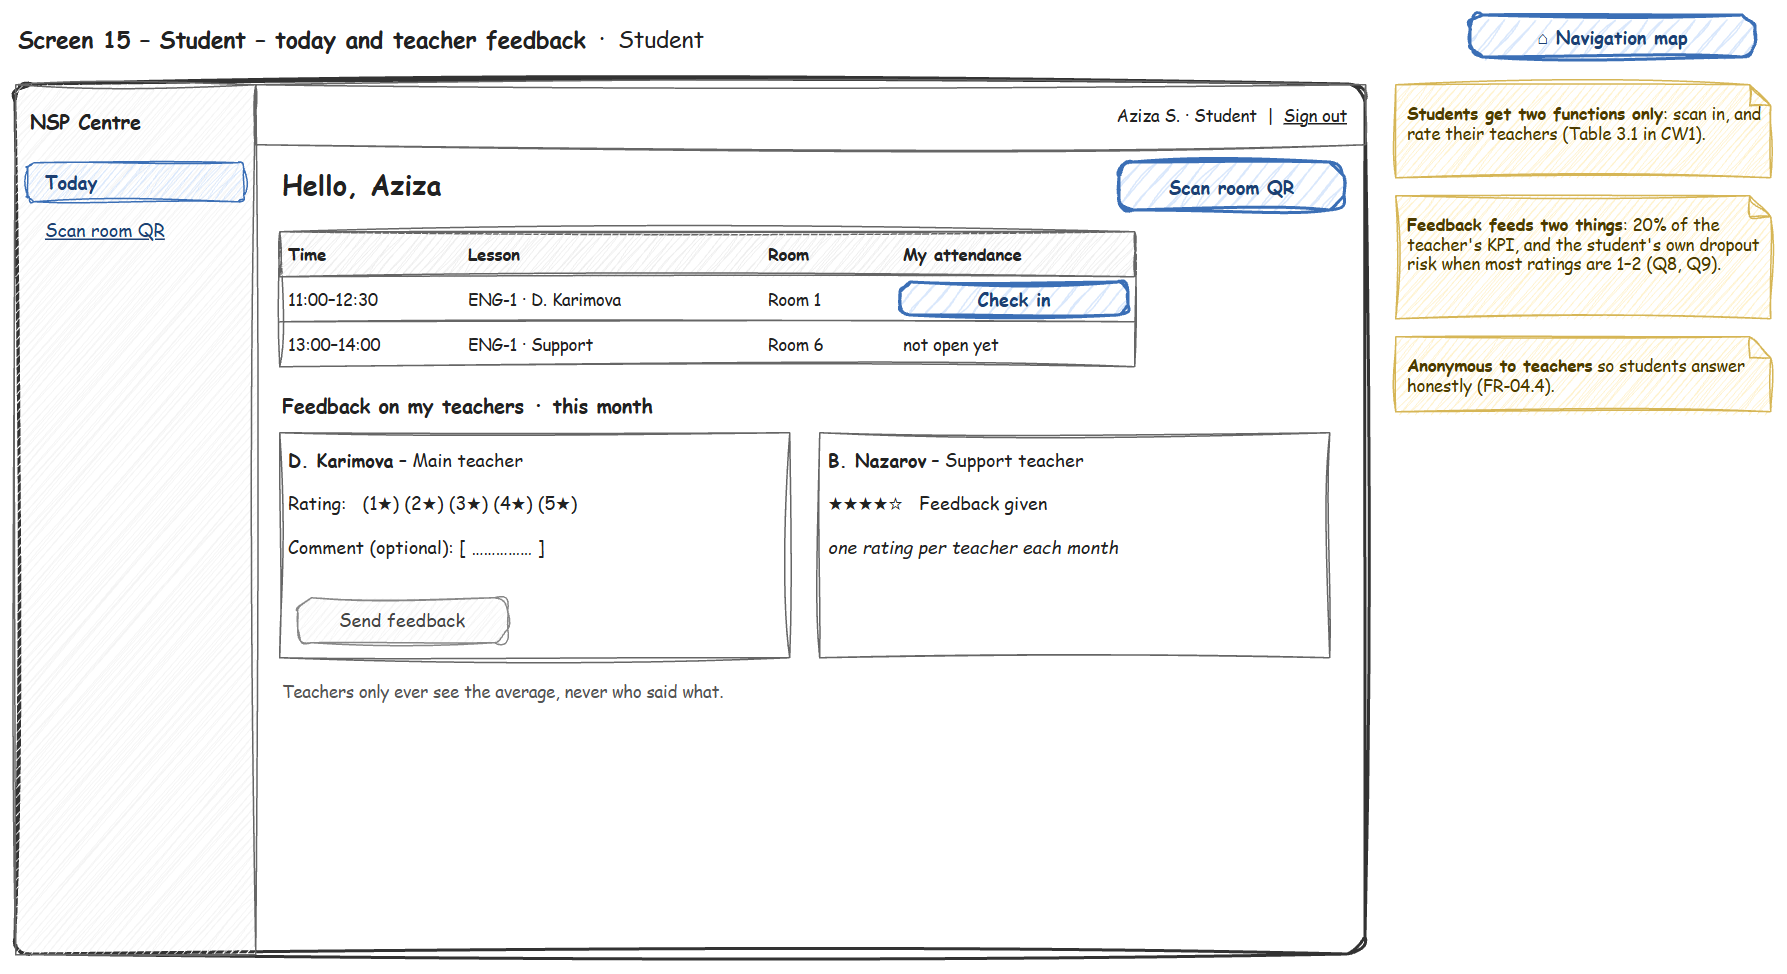 Screen 15 – Student – today and teacher feedback · Student
⌂ Navigation map
NSP Centre
Today
Scan room QR
Aziza S. · Student | Sign out
Hello, Aziza
Scan room QR
Time Lesson Room My attendance
11:00–12:30 ENG-1 · D. Karimova Room 1 Check in
13:00–14:00 ENG-1 · Support Room 6 not open yet
Feedback on my teachers · this month
D. Karimova – Main teacher
Rating: (1★) (2★) (3★) (4★) (5★)
Comment (optional): [ ............... ]
Send feedback
B. Nazarov – Support teacher
★★★★☆ Feedback given
one rating per teacher each month
Teachers only ever see the average, never who said what.
Students get two functions only: scan in, and
rate their teachers (Table 3.1 in CW1).
Feedback feeds two things: 20% of the
teacher's KPI, and the student's own dropout
risk when most ratings are 1–2 (Q8, Q9).
Anonymous to teachers so students answer
honestly (FR-04.4).